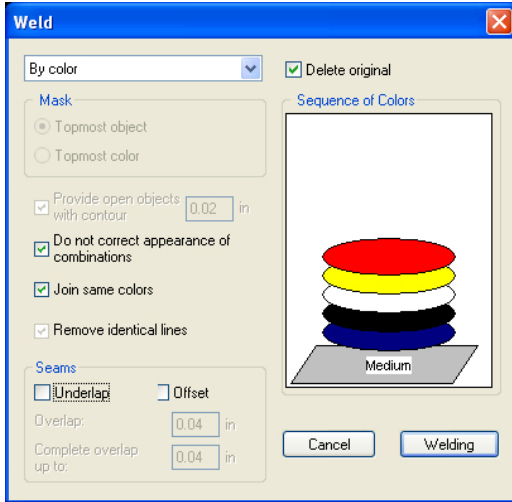 Weld
By color
Delete original
Mask
Topmost object
Topmost color
Sequence of Colors
Provide open objects
with contour
0.02 in
Do not correct appearance of
combinations
Join same colors
Remove identical lines
Medium
Seams
Underlap
Offset
Overlap:
0.04 in
Complete overlap
up to:
0.04 in
Cancel
Welding